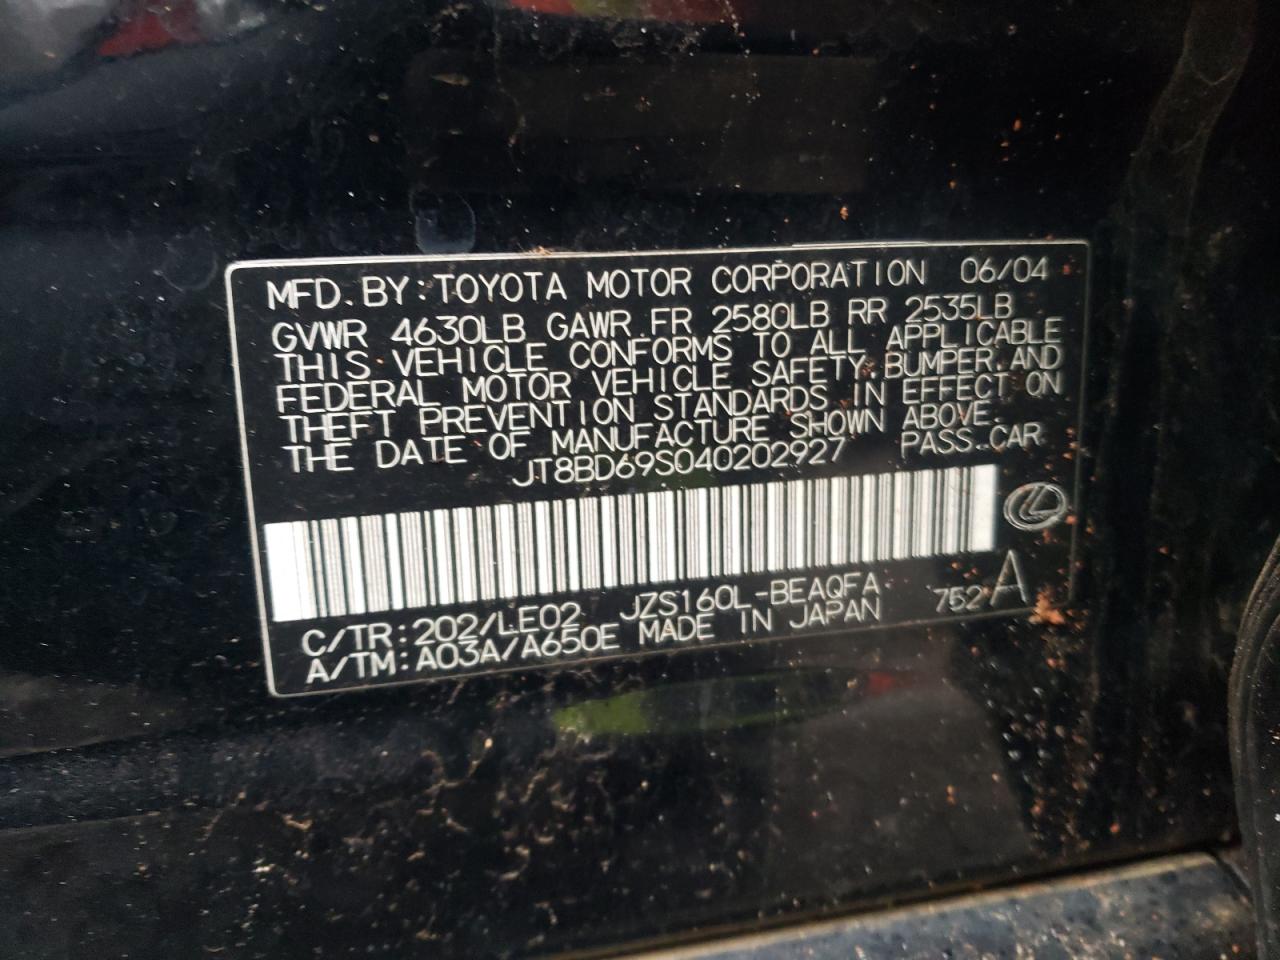 MFD. BY: TOYOTA MOTOR CORPORATION 06/04
GVWR 4630LB GAWR FR 2580LB RR 2535LB
THIS VEHICLE CONFORMS TO ALL APPLICABLE
FEDERAL MOTOR VEHICLE SAFETY, BUMPER, AND
THEFT PREVENTION STANDARDS IN EFFECT ON
THE DATE OF MANUFACTURE SHOWN ABOVE.
JT8BD69S040202927 PASS. CAR
C/TR: 202/LE02 JZS160L-BEAQFA 752 A
A/TM: A03A/A650E MADE IN JAPAN